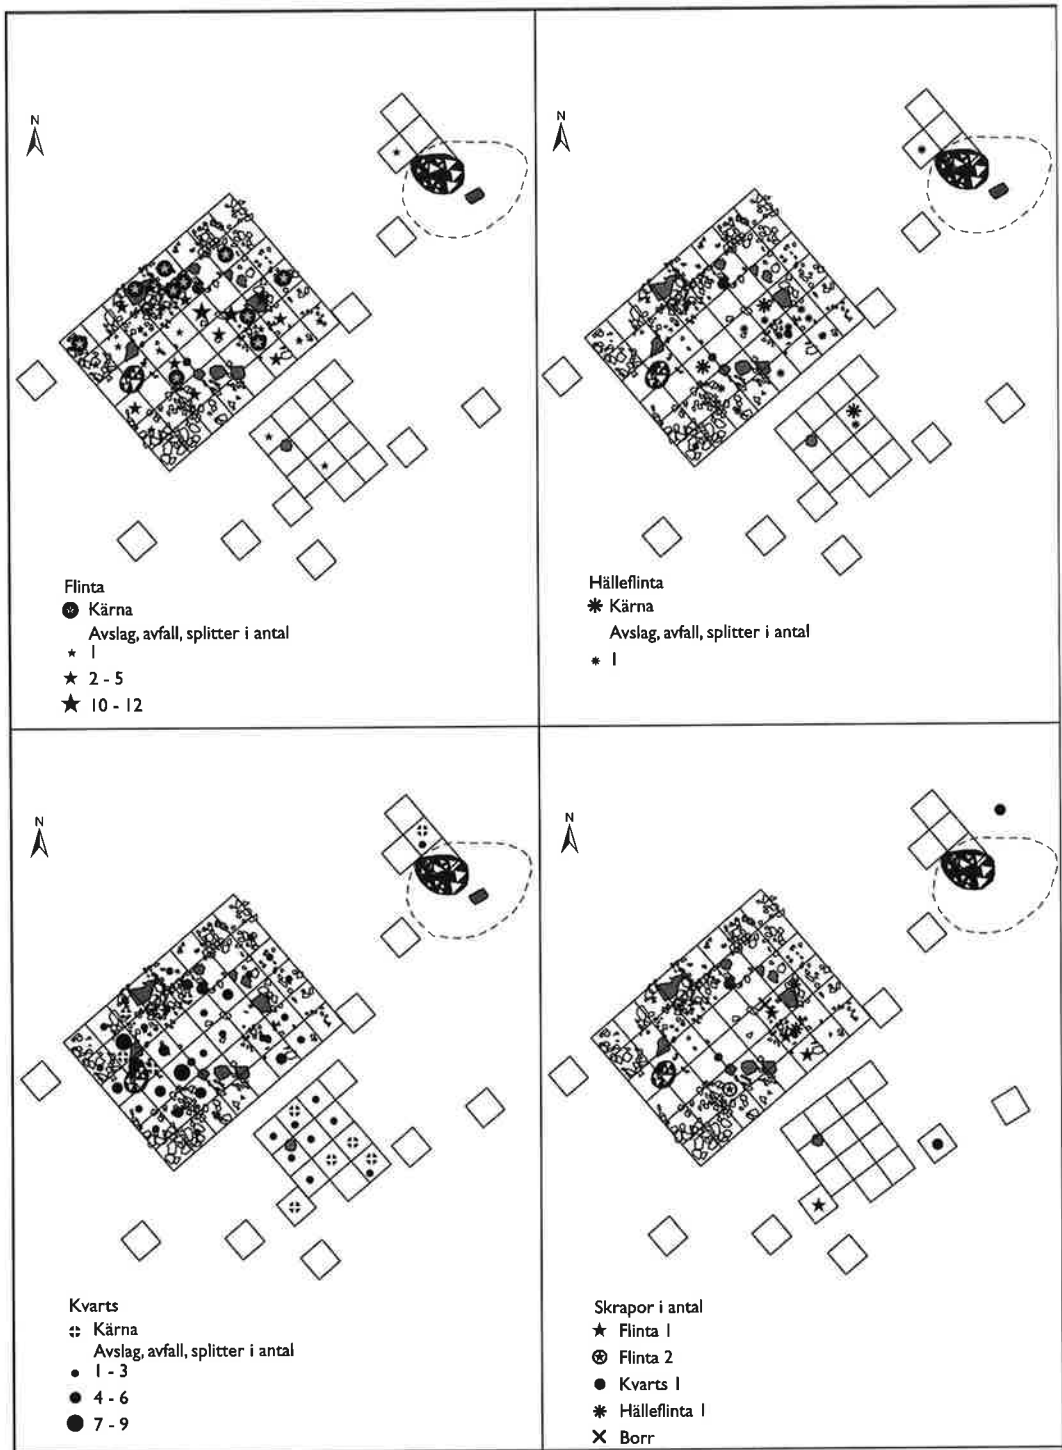 N
Flinta
Kärna
Avslag, avfall, splitter i antal
1
2 - 5
10 - 12
N
Hälleflinta
Kärna
Avslag, avfall, splitter i antal
1
N
Kvarts
Kärna
Avslag, avfall, splitter i antal
1 - 3
4 - 6
7 - 9
N
Skrapor i antal
Flinta 1
Flinta 2
Kvarts 1
Hälleflinta 1
Borr